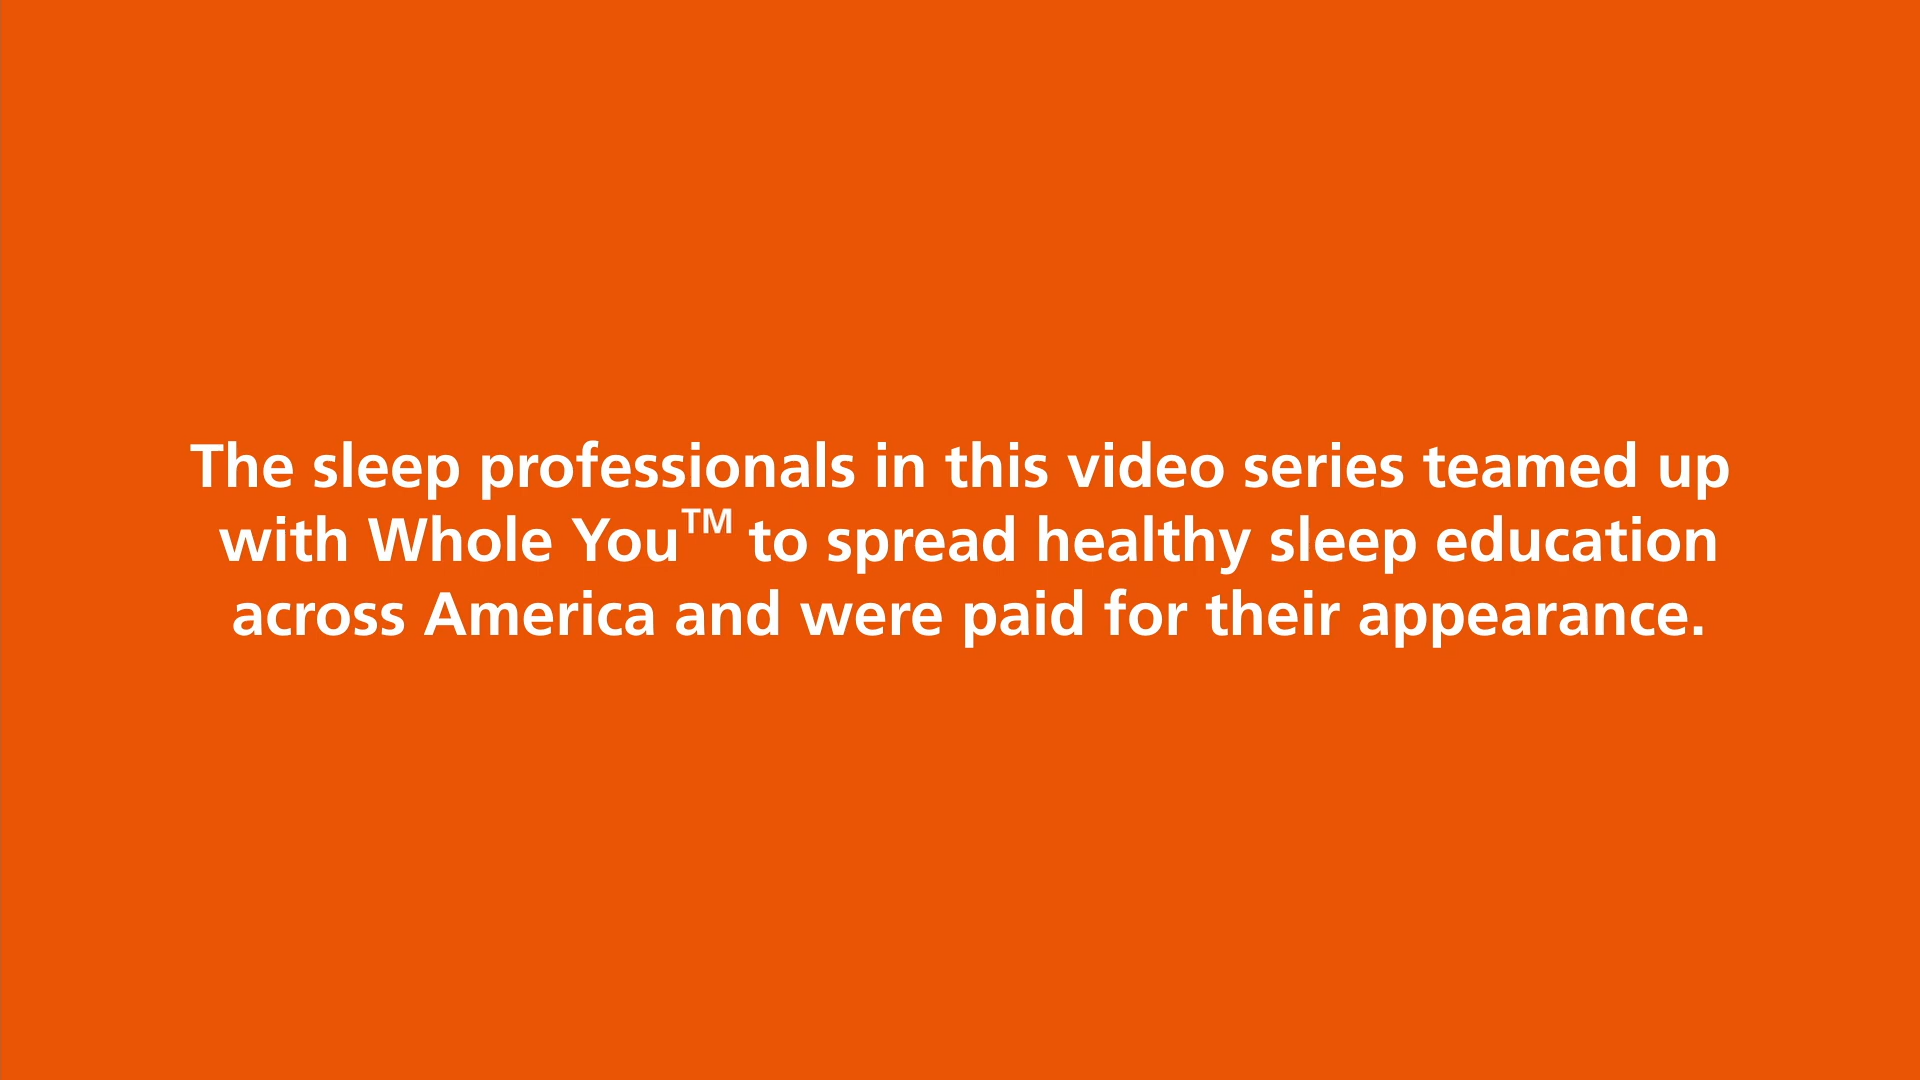 The sleep professionals in this video series teamed up
with Whole You™ to spread healthy sleep education
across America and were paid for their appearance.